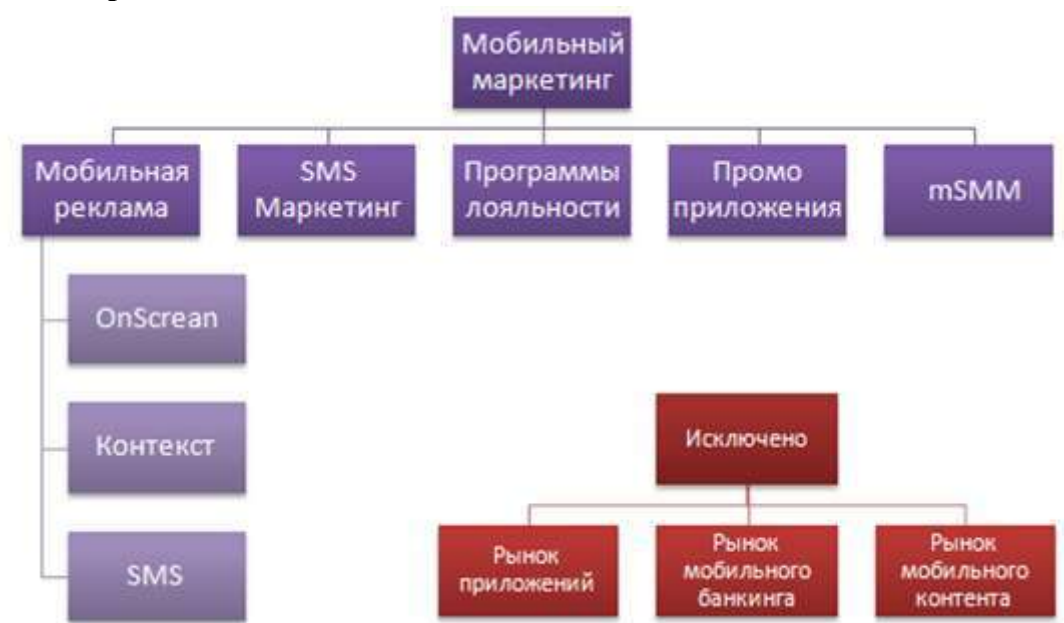 Мобильный
маркетинг
Мобильная
реклама
SMS
Маркетинг
Программы
лояльности
Промо
приложения
mSMM
OnScrean
Контекст
SMS
Исключено
Рынок
приложений
Рынок
мобильного
банкинга
Рынок
мобильного
контента